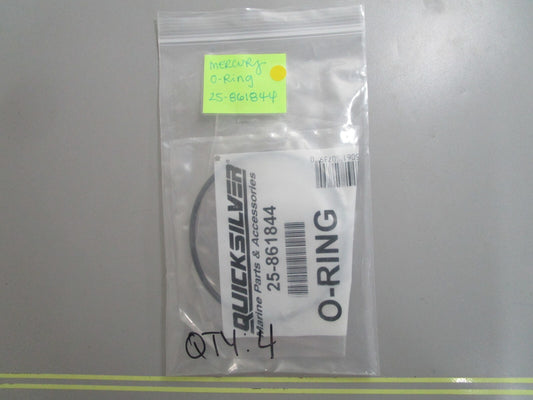 MERCURY
O-Ring
25-861844
QUICKSILVER®
Marine Parts & Accessories
25-861844
O-RING
QTY. 4